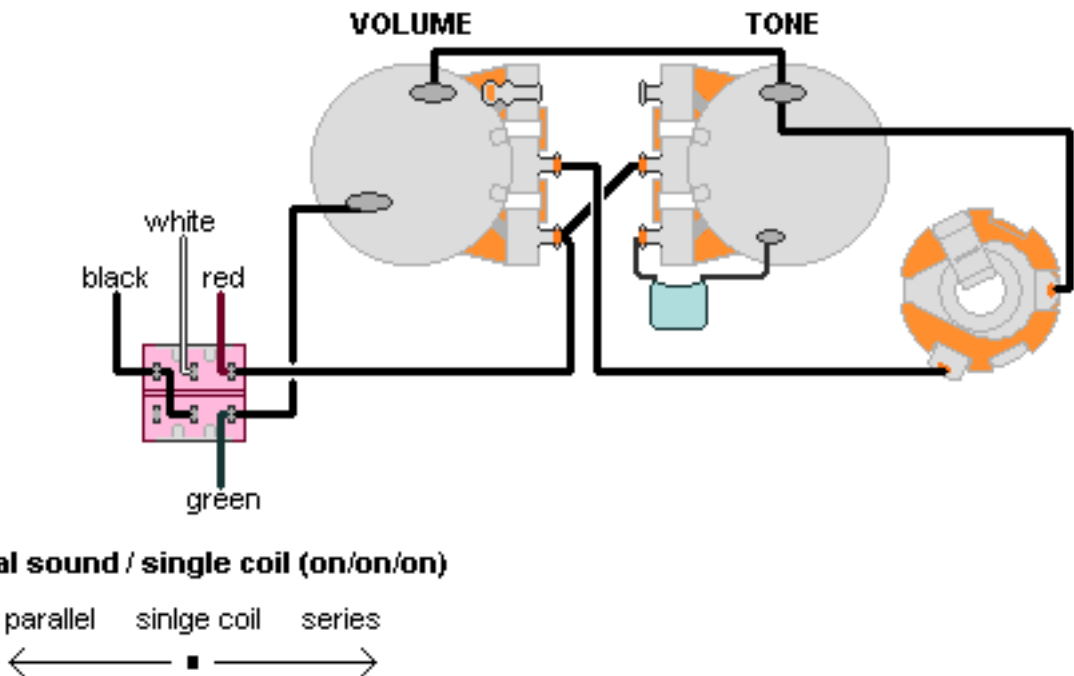 VOLUME TONE
white
black red
green
al sound / single coil (on/on/on)
parallel sinlge coil series